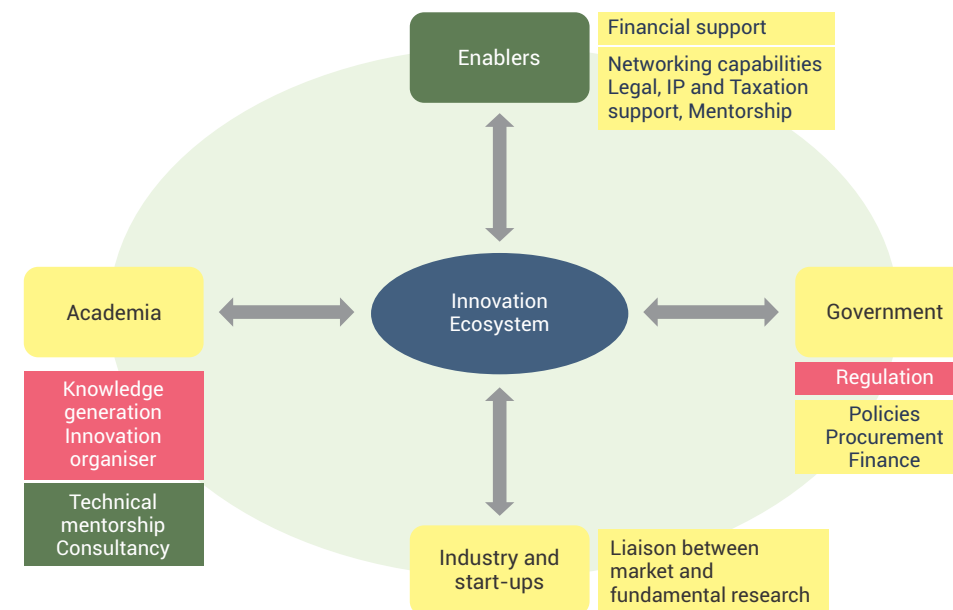 Enablers
Financial support
Networking capabilities
Legal, IP and Taxation
support, Mentorship
Academia
Innovation
Ecosystem
Government
Knowledge
generation
Innovation
organiser
Technical
mentorship
Consultancy
Regulation
Policies
Procurement
Finance
Industry and
start-ups
Liaison between
market and
fundamental research